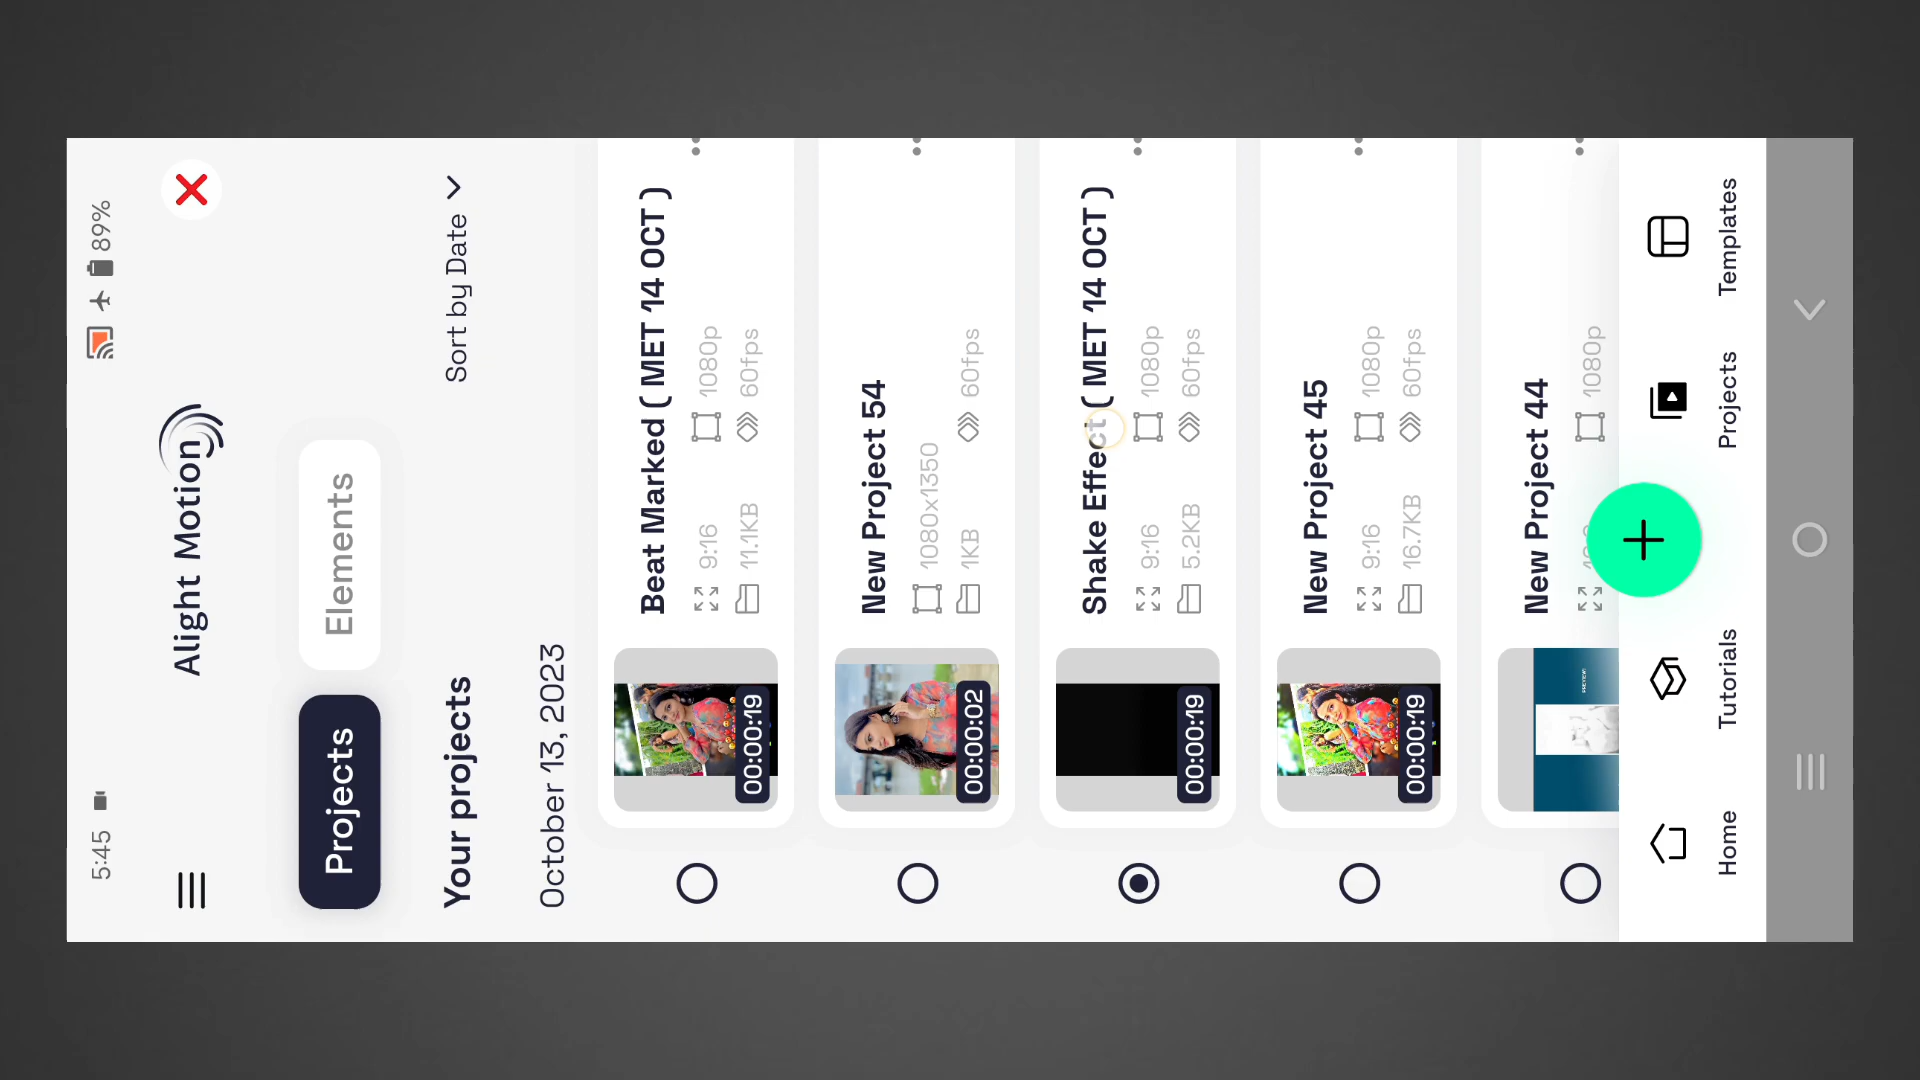 5:45
89%
Alight Motion
Projects
Elements
Your projects
Sort by Date
October 13, 2023
Beat Marked ( MET 14 OCT )
9:16
1080p
11.1KB
60fps
00:00:19
New Project 54
1080x1350
1KB
60fps
00:00:02
Shake Effect ( MET 14 OCT )
9:16
1080p
5.2KB
60fps
00:00:19
New Project 45
9:16
1080p
16.7KB
60fps
00:00:19
New Project 44
1080p
Home
Tutorials
Projects
Templates